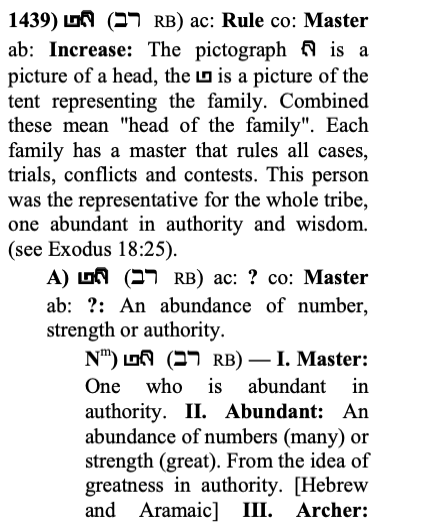 1439) (רב RB) ac: Rule co: Master
ab: Increase: The pictograph is a
picture of a head, the is a picture of the
tent representing the family. Combined
these mean "head of the family". Each
family has a master that rules all cases,
trials, conflicts and contests. This person
was the representative for the whole tribe,
one abundant in authority and wisdom.
(see Exodus 18:25).
A) (רב RB) ac: ? co: Master
ab: ?: An abundance of number,
strength or authority.
Nᵐ) (רב RB) — I. Master:
One who is abundant in
authority. II. Abundant: An
abundance of numbers (many) or
strength (great). From the idea of
greatness in authority. [Hebrew
and Aramaic] III. Archer: